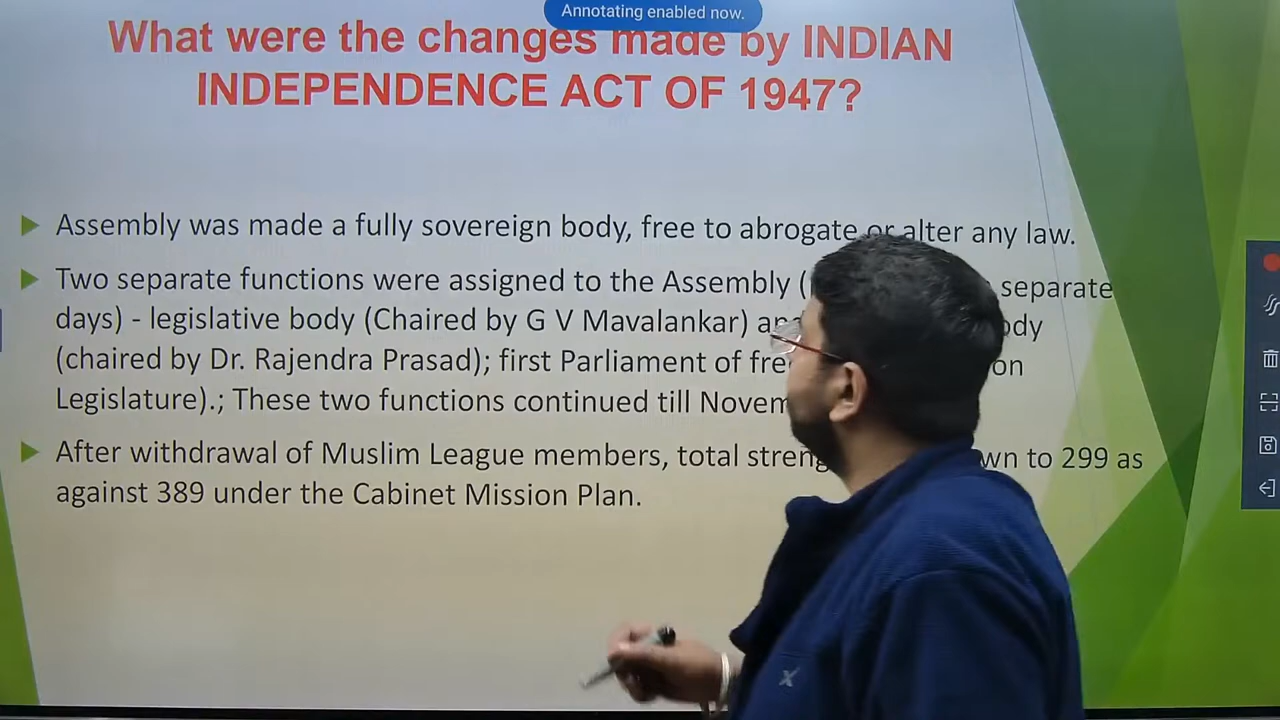 Annotating enabled now.
What were the changes made by INDIAN
INDEPENDENCE ACT OF 1947?
Assembly was made a fully sovereign body, free to abrogate or alter any law.
Two separate functions were assigned to the Assembly ( separate
days) - legislative body (Chaired by G V Mavalankar) ody
(chaired by Dr. Rajendra Prasad); first Parliament of fre on
Legislature).; These two functions continued till Novem
After withdrawal of Muslim League members, total streng wn to 299 as
against 389 under the Cabinet Mission Plan.